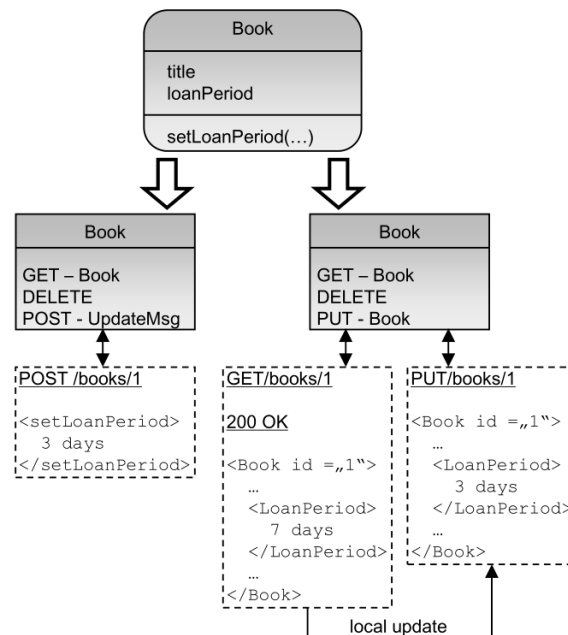 Book
title
loanPeriod
setLoanPeriod(…)
Book
GET – Book
DELETE
POST - UpdateMsg
Book
GET – Book
DELETE
PUT - Book
POST /books/1
<setLoanPeriod>
3 days
</setLoanPeriod>
GET/books/1
200 OK
<Book id =„1“>
…
<LoanPeriod>
7 days
</LoanPeriod>
…
</Book>
PUT/books/1
<Book id =„1“>
…
<LoanPeriod>
3 days
</LoanPeriod>
…
</Book>
local update